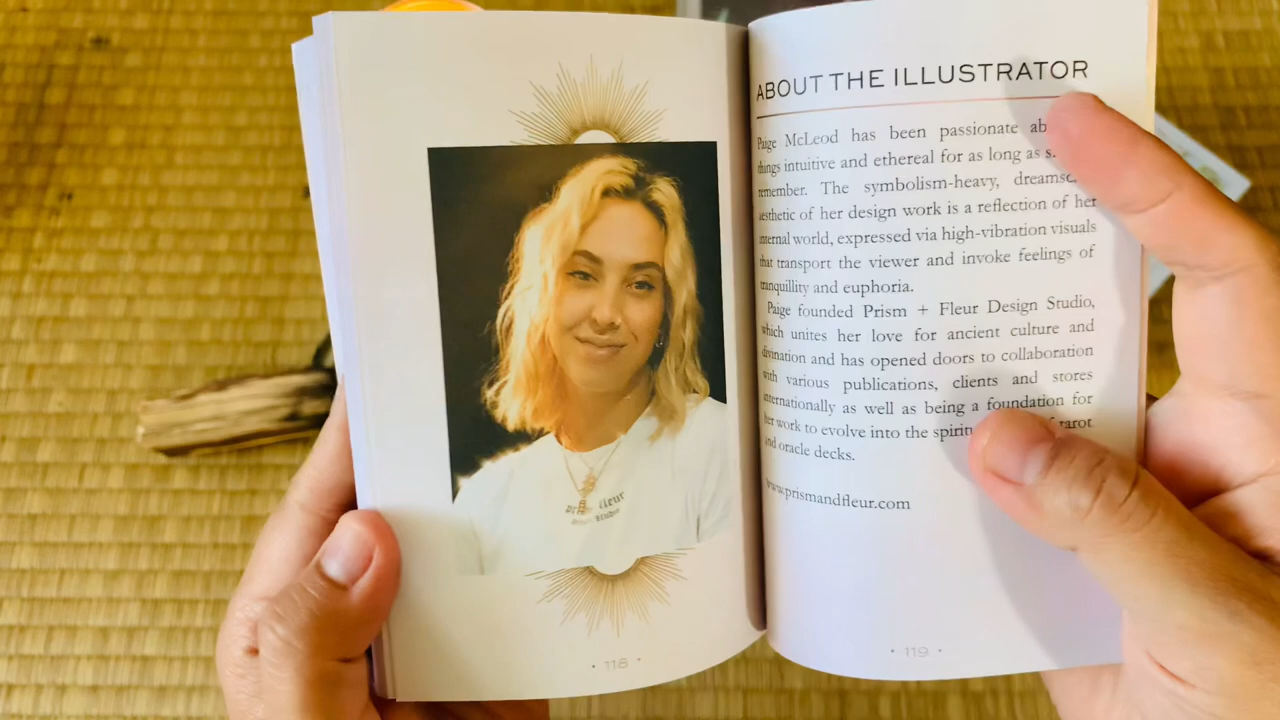 prism + fleur
DESIGN STUDIO
• 118 •
ABOUT THE ILLUSTRATOR
Paige McLeod has been passionate
things intuitive and ethereal for as long as
remember. The symbolism-heavy,
aesthetic of her design work is a reflection of her
internal world, expressed via high-vibration visuals
that transport the viewer and invoke feelings of
tranquillity and euphoria.
Paige founded Prism + Fleur Design Studio,
which unites her love for ancient culture and
divination and has opened doors to collaboration
with various publications, clients and stores
internationally as well as being a foundation for
her work to evolve into the tarot
and oracle decks.
www.prismandfleur.com
• 119 •